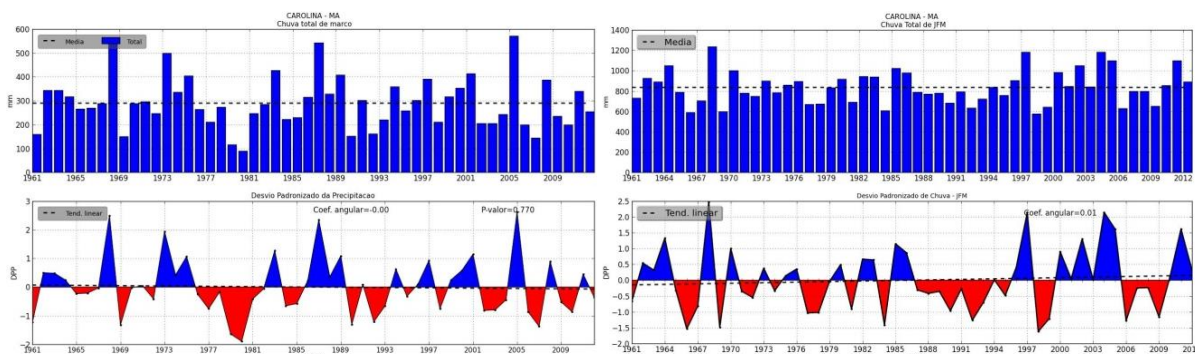 CAROLINA - MA
Chuva total de marco
Media
Total
mm
600
500
400
300
200
100
0
1961 1965 1969 1973 1977 1981 1985 1989 1993 1997 2001 2005 2009
Desvio Padronizado da Precipitacao
Tend. linear
Coef. angular=-0.00
P-valor=0.770
DPP
3
2
1
0
−1
−2
1961 1965 1969 1973 1977 1981 1985 1989 1993 1997 2001 2005 2009
CAROLINA - MA
Chuva Total de JFM
Media
mm
1400
1200
1000
800
600
400
200
0
1961 1964 1967 1970 1973 1976 1979 1982 1985 1988 1991 1994 1997 2000 2003 2006 2009 2012
Desvio Padronizado de Chuva - JFM
Tend. linear
Coef. angular=0.01
DPP
2.5
2.0
1.5
1.0
0.5
0.0
−0.5
−1.0
−1.5
−2.0
1961 1964 1967 1970 1973 1976 1979 1982 1985 1988 1991 1994 1997 2000 2003 2006 2009